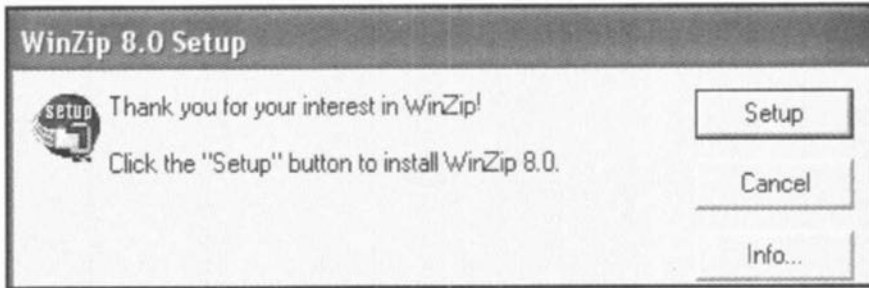 WinZip 8.0 Setup
setup
Thank you for your interest in WinZip!
Click the "Setup" button to install WinZip 8.0.
Setup
Cancel
Info...